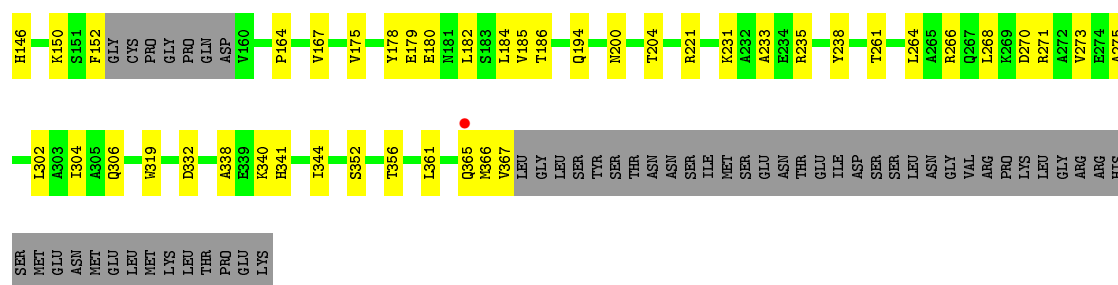 H146 K150 S151 F152 GLY CYS PRO GLY PRO GLN ASP V160 P164 V167 V175 Y178 E179 E180 N181 L182 S183 L184 V185 T186 Q194 N200 T204 R221 K231 A232 A233 E234 R235 Y238 T261 L264 A265 R266 Q267 L268 K269 D270 R271 A272 V273 E274 A275
L302 A303 I304 A305 Q306 W319 D332 A338 E339 K340 H341 I344 S352 T356 L361 Q365 M366 V367 LEU GLY LEU SER TYR SER THR ASN ASN SER ILE MET SER GLU ASN THR GLU ILE ASP SER SER LEU ASN GLY VAL ARG PRO LYS LEU GLY ARG ARG HIS
SER MET GLU ASN MET GLU LEU MET LYS LEU THR PRO GLU LYS